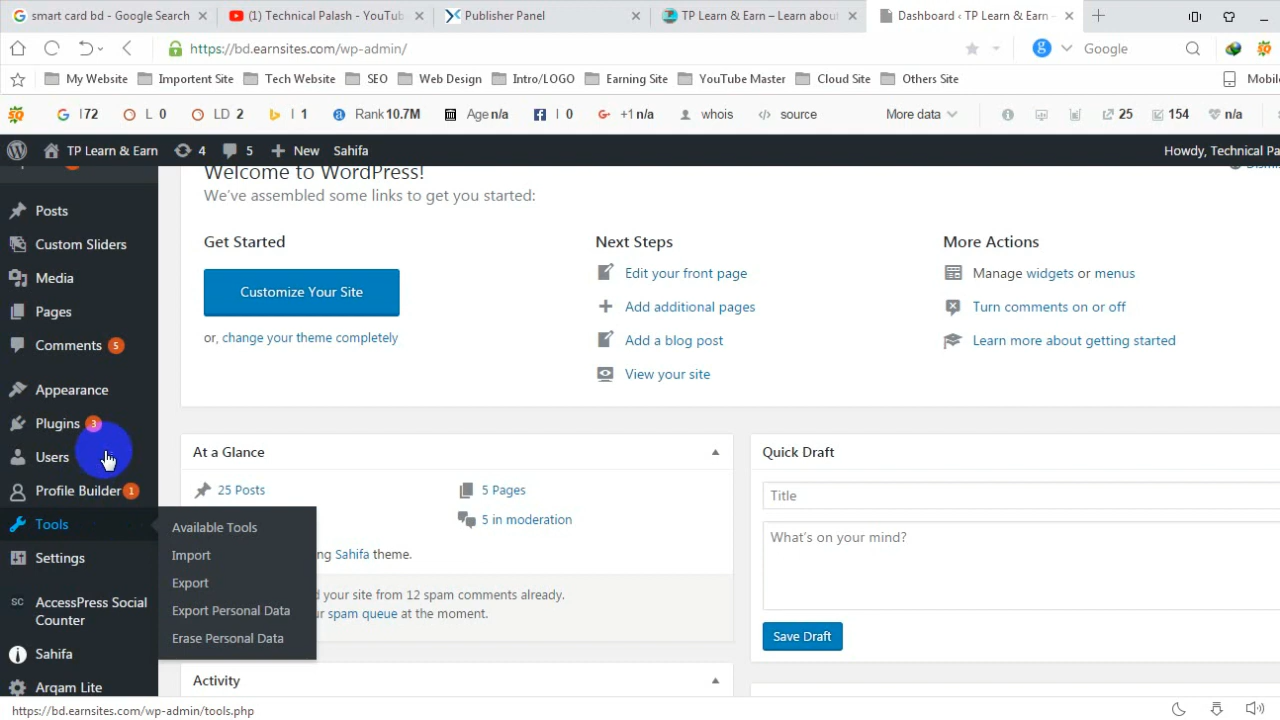 smart card bd - Google Search
(1) Technical Palash - YouTub
Publisher Panel
TP Learn & Earn – Learn about
Dashboard ‹ TP Learn & Earn -
https://bd.earnsites.com/wp-admin/
Google
My Website
Importent Site
Tech Website
SEO
Web Design
Intro/LOGO
Earning Site
YouTube Master
Cloud Site
Others Site
Mobil
I 72
L 0
LD 2
I 1
Rank 10.7M
Age n/a
I 0
+1 n/a
whois
source
More data
25
154
n/a
TP Learn & Earn
4
5
New
Sahifa
Howdy, Technical Pa
Welcome to WordPress!
We've assembled some links to get you started:
Get Started
Customize Your Site
or, change your theme completely
Next Steps
Edit your front page
Add additional pages
Add a blog post
View your site
More Actions
Manage widgets or menus
Turn comments on or off
Learn more about getting started
Posts
Custom Sliders
Media
Pages
Comments 5
Appearance
Plugins 3
Users
Profile Builder 1
Tools
Settings
AccessPress Social
Counter
Sahifa
Arqam Lite
Available Tools
Import
Export
Export Personal Data
Erase Personal Data
At a Glance
25 Posts
5 Pages
5 in moderation
ng Sahifa theme.
d your site from 12 spam comments already.
ur spam queue at the moment.
Activity
Quick Draft
Title
What's on your mind?
Save Draft
https://bd.earnsites.com/wp-admin/tools.php